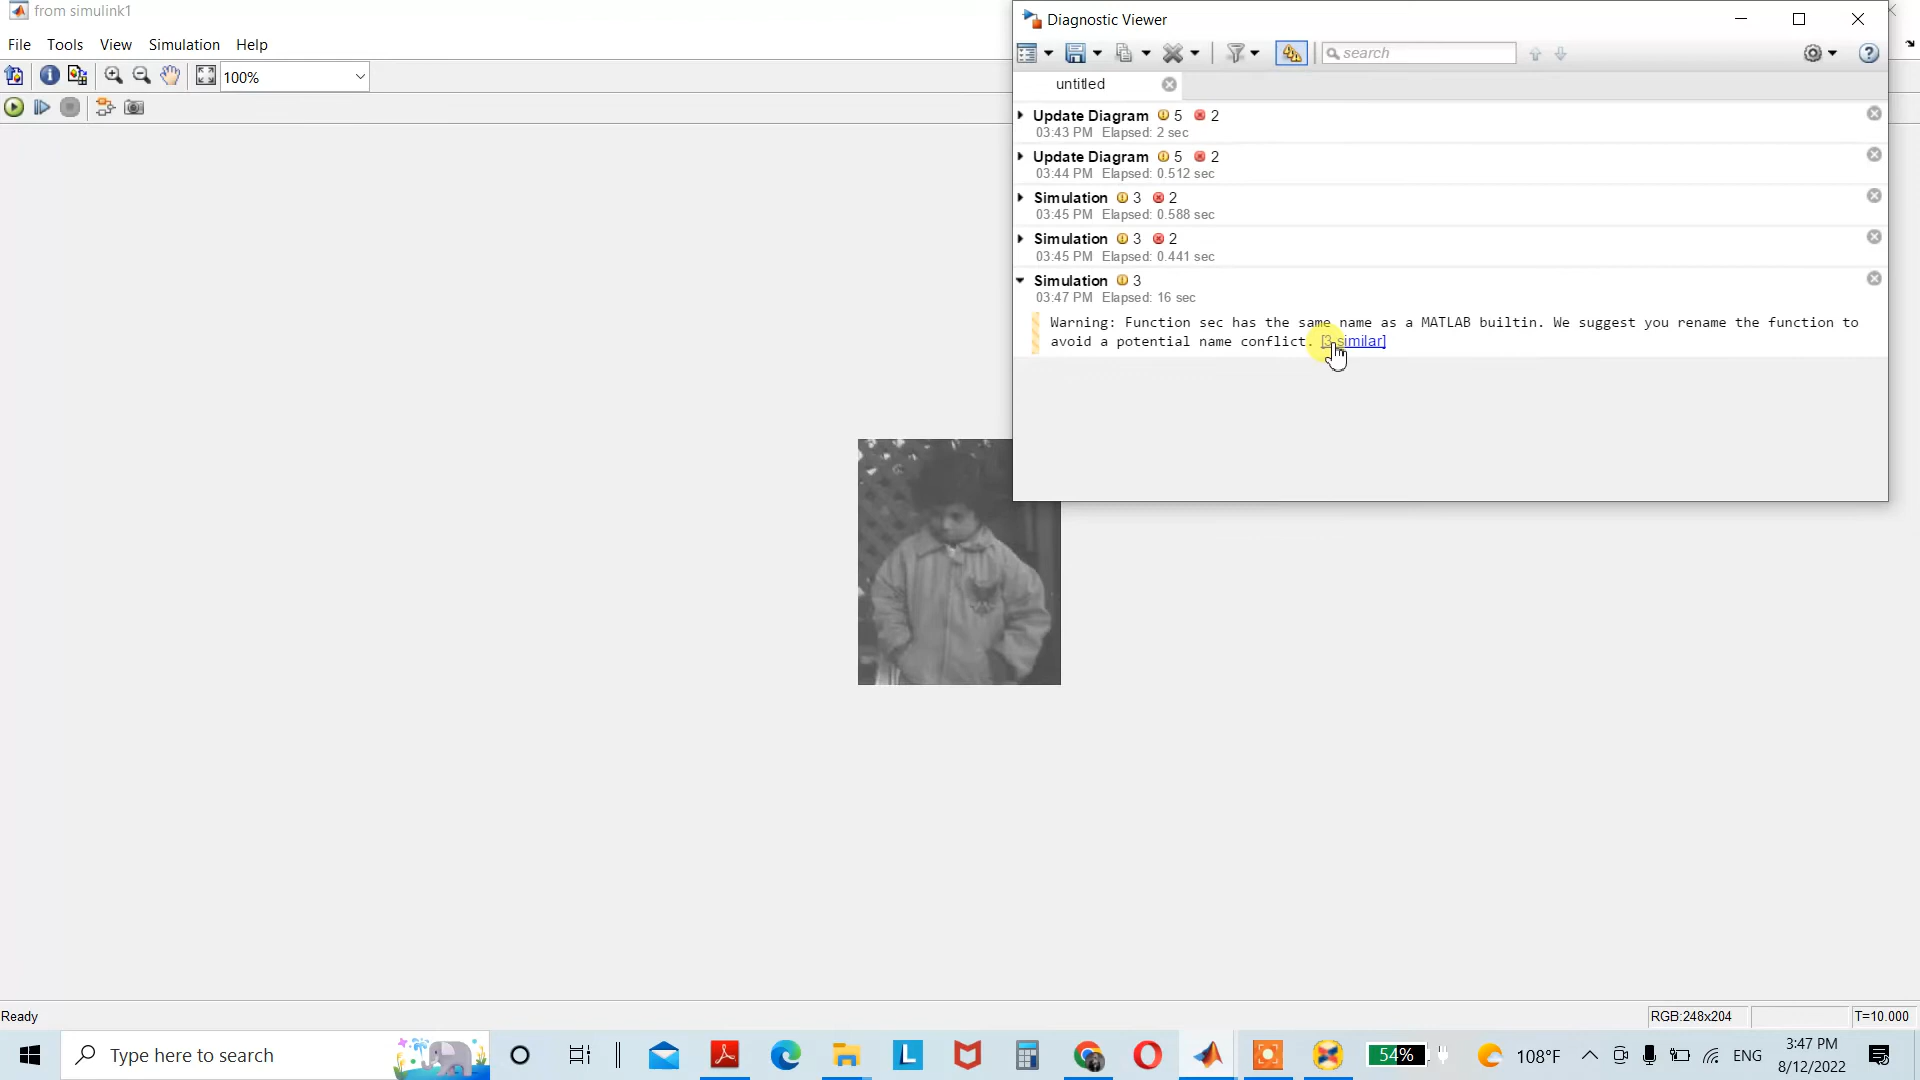 from simulink1
File Tools View Simulation Help
100%
Diagnostic Viewer
search
untitled
Update Diagram 5 2
03:43 PM Elapsed: 2 sec
Update Diagram 5 2
03:44 PM Elapsed: 0.512 sec
Simulation 3 2
03:45 PM Elapsed: 0.588 sec
Simulation 3 2
03:45 PM Elapsed: 0.441 sec
Simulation 3
03:47 PM Elapsed: 16 sec
Warning: Function sec has the same name as a MATLAB builtin. We suggest you rename the function to
avoid a potential name conflict. [3 similar]
Ready
RGB:248x204
T=10.000
Type here to search
L
54%
108°F
ENG
3:47 PM
8/12/2022